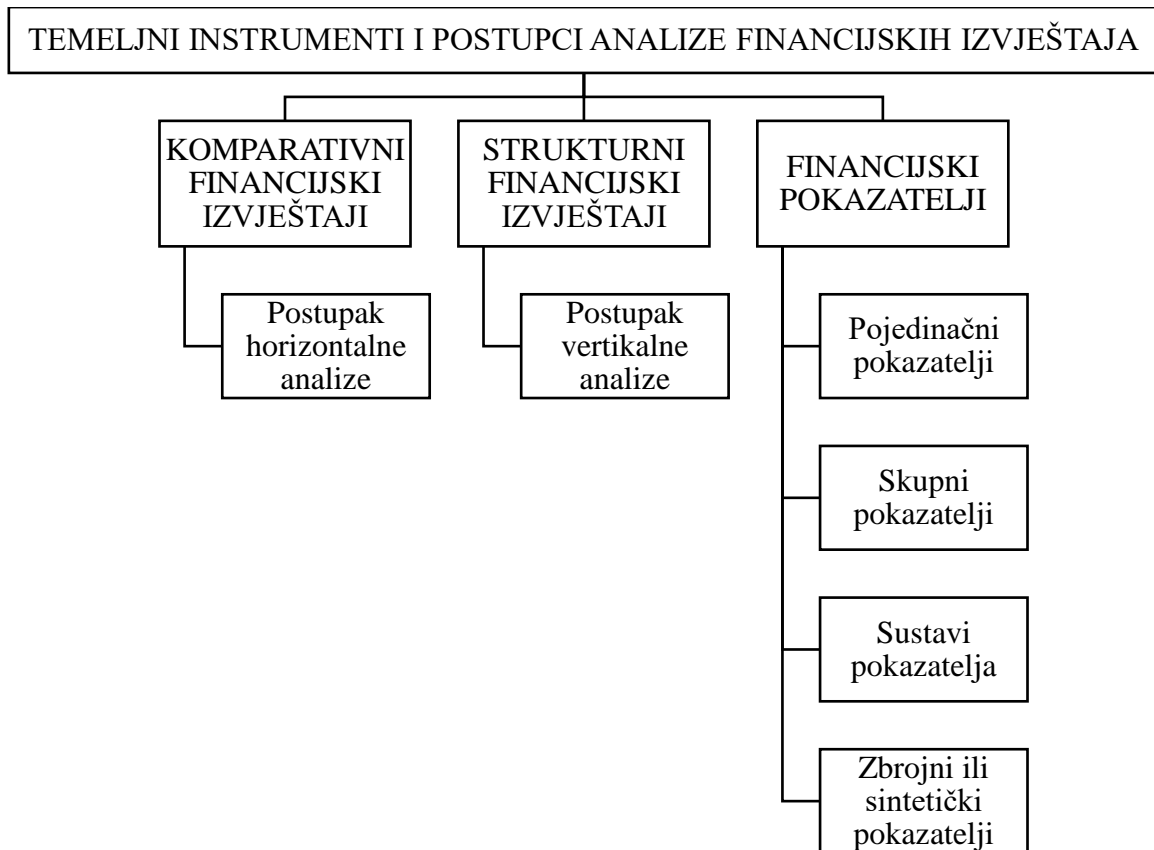 TEMELJNI INSTRUMENTI I POSTUPCI ANALIZE FINANCIJSKIH IZVJEŠTAJA
KOMPARATIVNI
FINANCIJSKI
IZVJEŠTAJI
STRUKTURNI
FINANCIJSKI
IZVJEŠTAJI
FINANCIJSKI
POKAZATELJI
Postupak
horizontalne
analize
Postupak
vertikalne
analize
Pojedinačni
pokazatelji
Skupni
pokazatelji
Sustavi
pokazatelja
Zbrojni ili
sintetički
pokazatelji